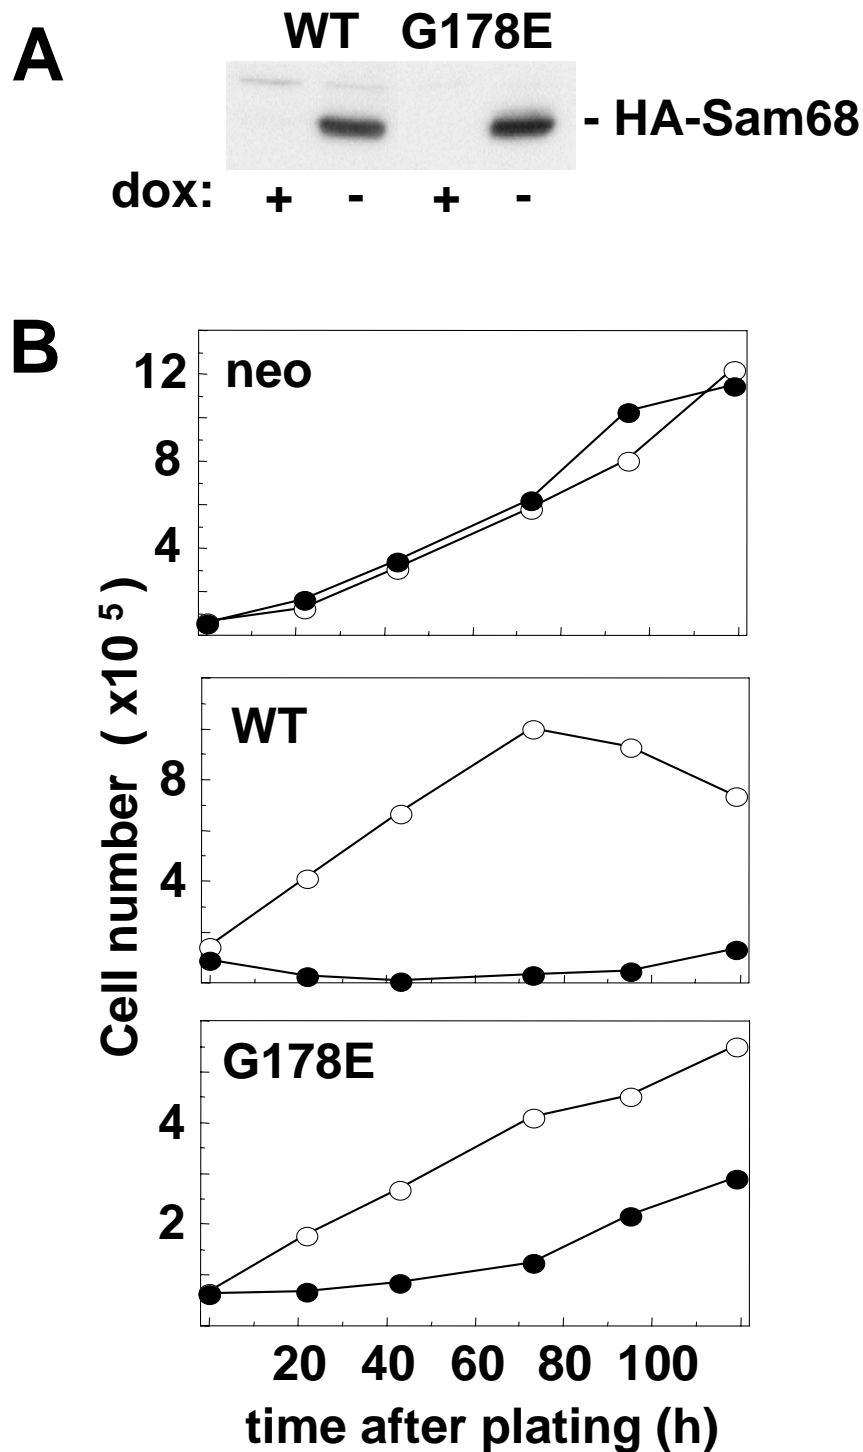 A
WT G178E
- HA-Sam68
dox: + - + -
B
neo
12
8
4
WT
8
4
G178E
4
2
Cell number (x10 5)
20 40 60 80 100
time after plating (h)